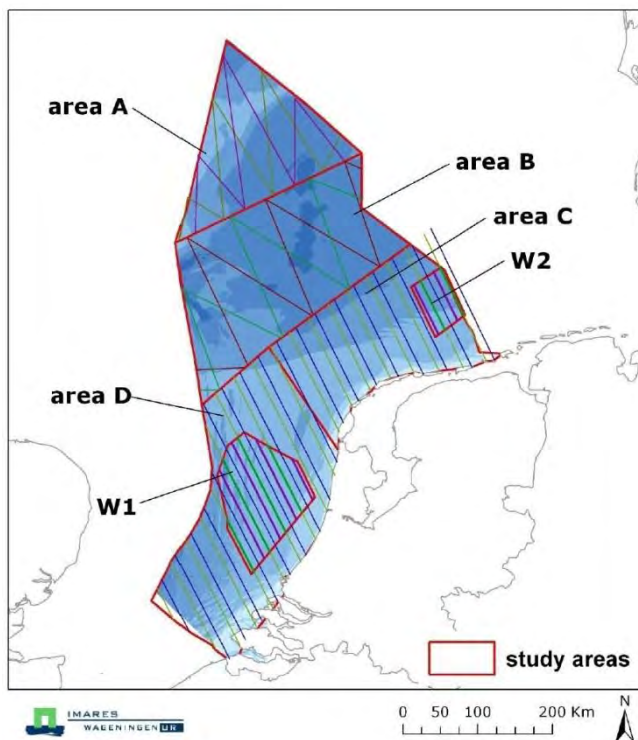 area A
area B
area C
W2
area D
W1
study areas
IMARES
WAGENINGEN UR
N
0 50 100 200 Km